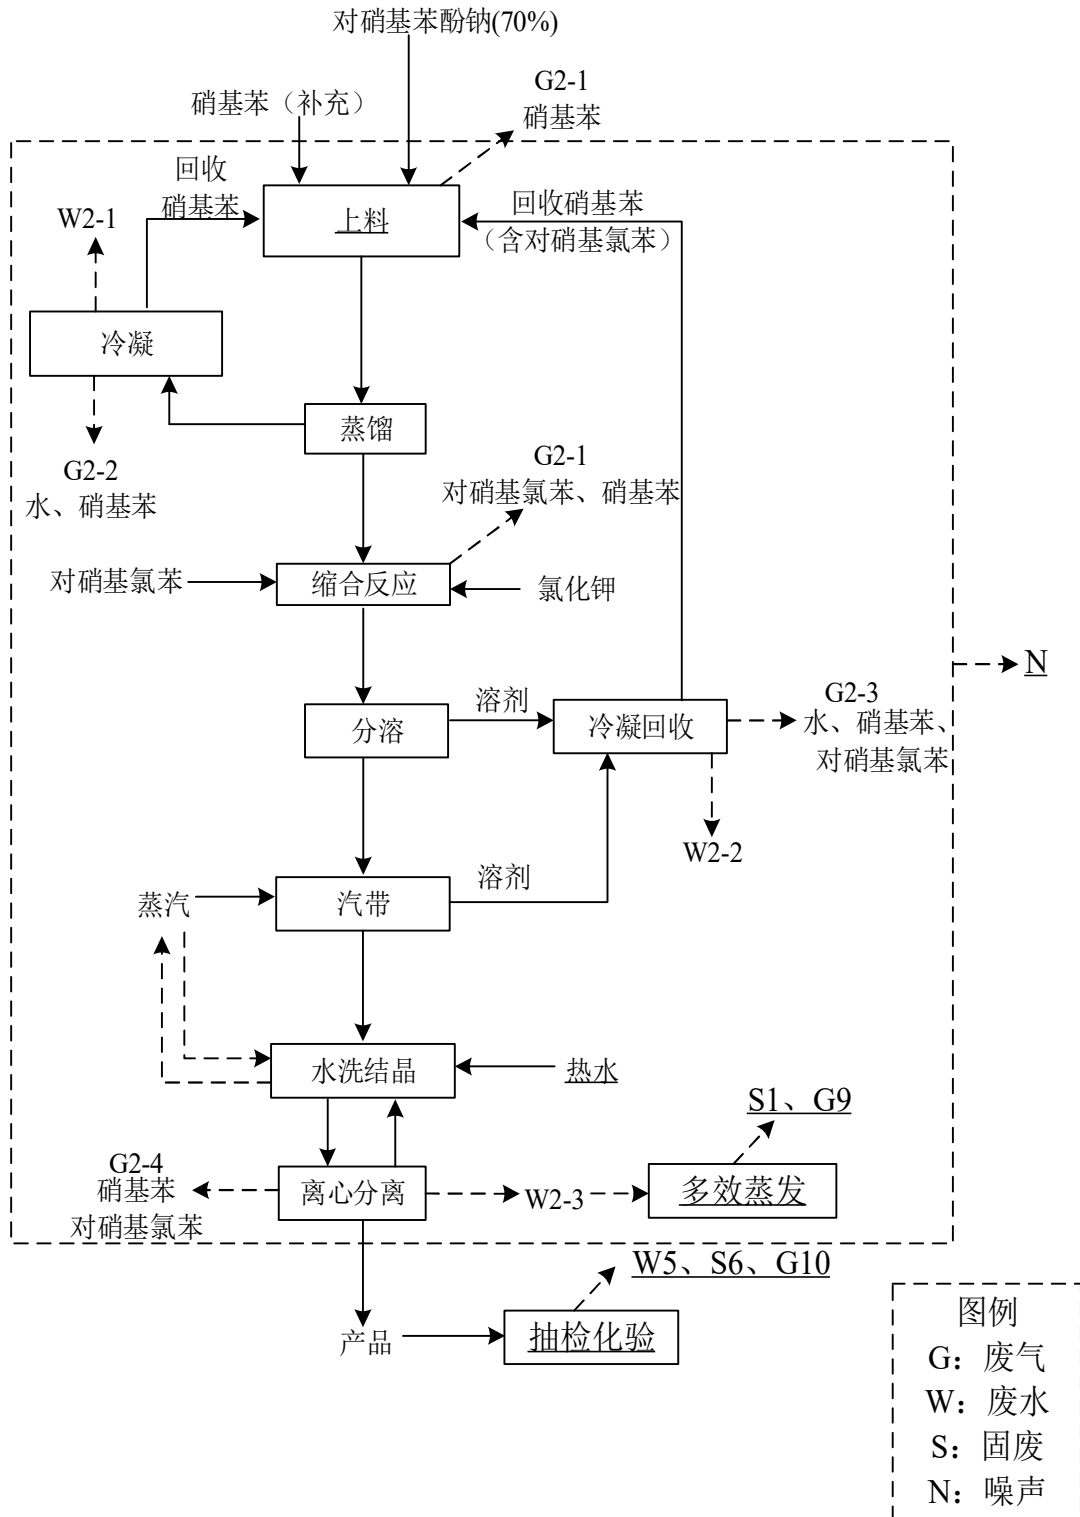 对硝基苯酚钠(70%)
G2-1
硝基苯
硝基苯（补充）
回收
硝基苯
W2-1
上料
回收硝基苯
（含对硝基氯苯）
冷凝
蒸馏
G2-2
水、硝基苯
G2-1
对硝基氯苯、硝基苯
对硝基氯苯
缩合反应
氯化钾
N
溶剂
G2-3
水、硝基苯、
对硝基氯苯
分溶
冷凝回收
W2-2
溶剂
蒸汽
汽带
水洗结晶
热水
S1、G9
G2-4
硝基苯
对硝基氯苯
离心分离
W2-3
多效蒸发
W5、S6、G10
产品
抽检化验
图例
G：废气
W：废水
S：固废
N：噪声